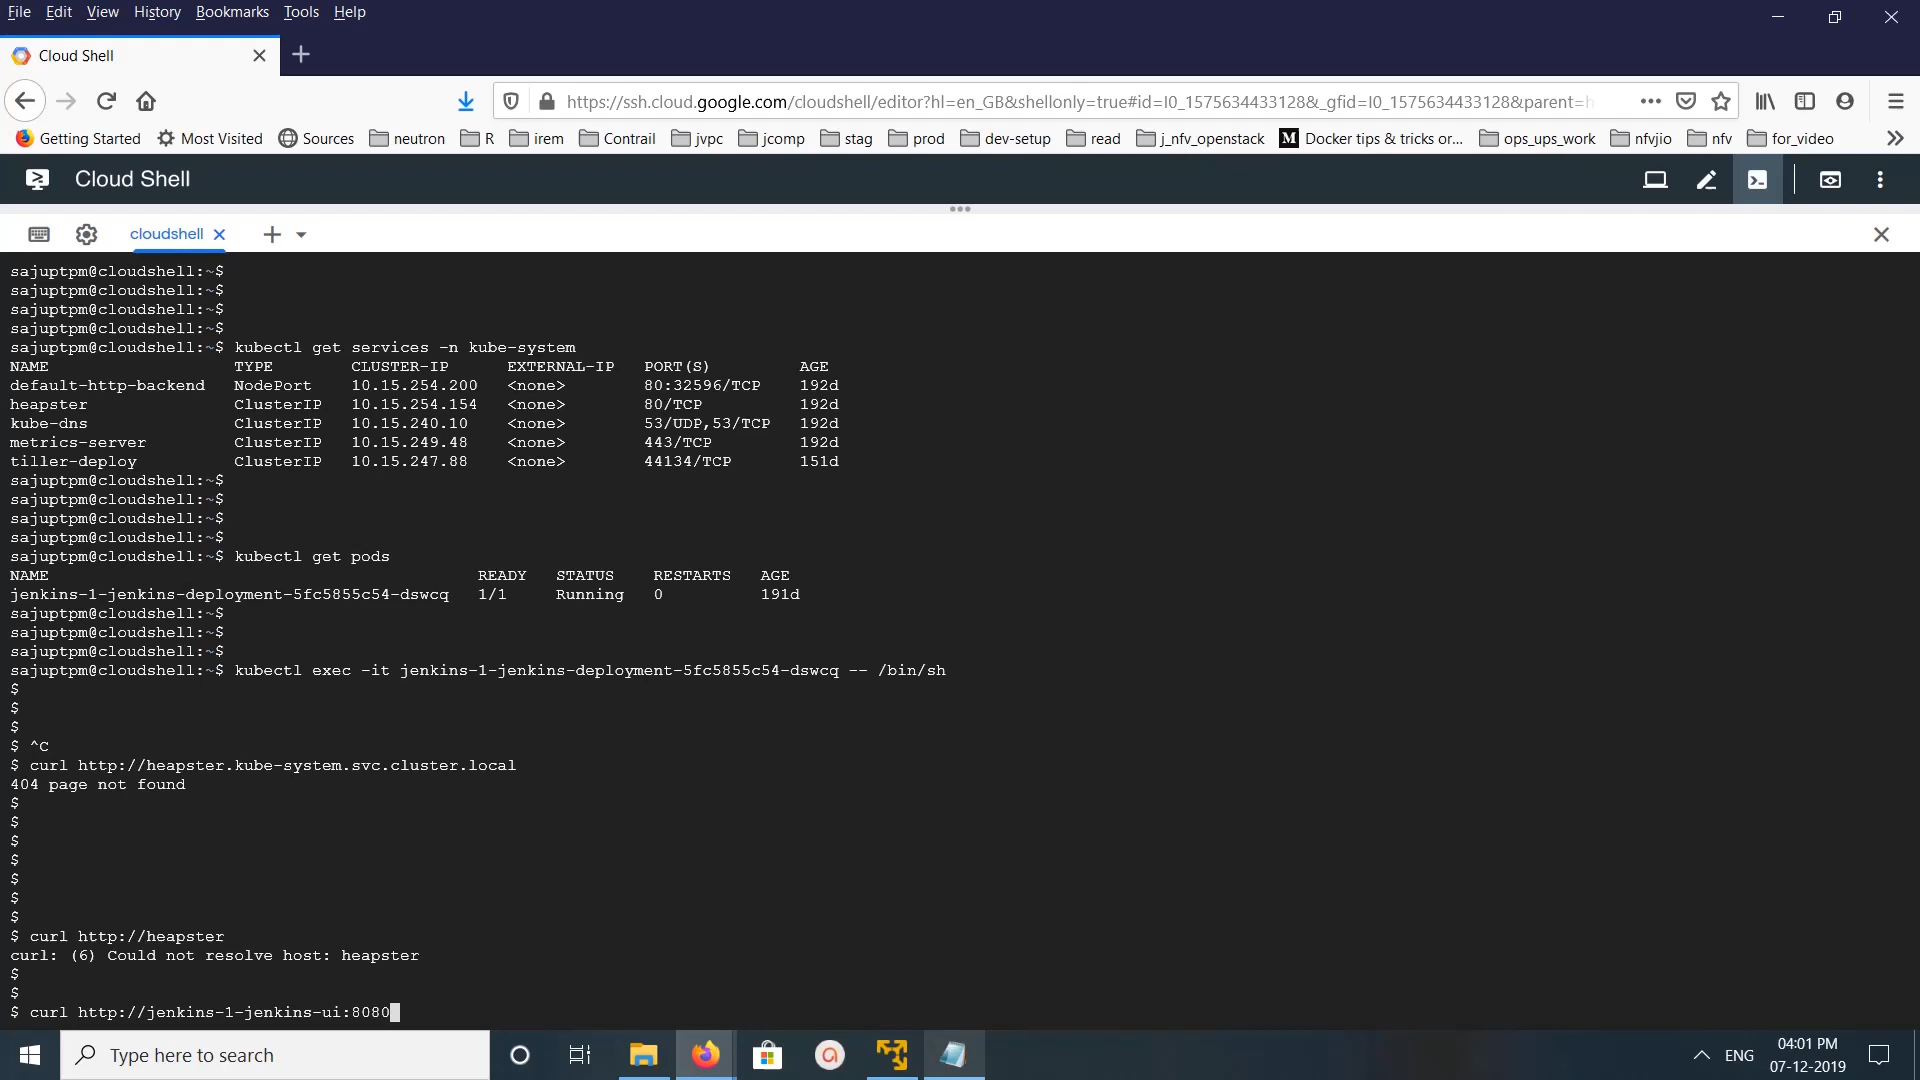 File Edit View History Bookmarks Tools Help
Cloud Shell
https://ssh.cloud.google.com/cloudshell/editor?hl=en_GB&shellonly=true#id=I0_1575634433128&_gfid=I0_1575634433128&parent=h
Getting Started Most Visited Sources neutron R irem Contrail jvpc jcomp stag prod dev-setup read j_nfv_openstack M Docker tips & tricks or... ops_ups_work nfvjio nfv for_video
Cloud Shell
cloudshell
sajuptpm@cloudshell:~$
sajuptpm@cloudshell:~$
sajuptpm@cloudshell:~$
sajuptpm@cloudshell:~$
sajuptpm@cloudshell:~$ kubectl get services -n kube-system
NAME TYPE CLUSTER-IP EXTERNAL-IP PORT(S) AGE
default-http-backend NodePort 10.15.254.200 <none> 80:32596/TCP 192d
heapster ClusterIP 10.15.254.154 <none> 80/TCP 192d
kube-dns ClusterIP 10.15.240.10 <none> 53/UDP,53/TCP 192d
metrics-server ClusterIP 10.15.249.48 <none> 443/TCP 192d
tiller-deploy ClusterIP 10.15.247.88 <none> 44134/TCP 151d
sajuptpm@cloudshell:~$
sajuptpm@cloudshell:~$
sajuptpm@cloudshell:~$
sajuptpm@cloudshell:~$
sajuptpm@cloudshell:~$ kubectl get pods
NAME READY STATUS RESTARTS AGE
jenkins-1-jenkins-deployment-5fc5855c54-dswcq 1/1 Running 0 191d
sajuptpm@cloudshell:~$
sajuptpm@cloudshell:~$
sajuptpm@cloudshell:~$
sajuptpm@cloudshell:~$ kubectl exec -it jenkins-1-jenkins-deployment-5fc5855c54-dswcq -- /bin/sh
$
$
$
$ ^C
$ curl http://heapster.kube-system.svc.cluster.local
404 page not found
$
$
$
$
$
$
$
$ curl http://heapster
curl: (6) Could not resolve host: heapster
$
$
$ curl http://jenkins-1-jenkins-ui:8080
Type here to search
ENG
04:01 PM
07-12-2019